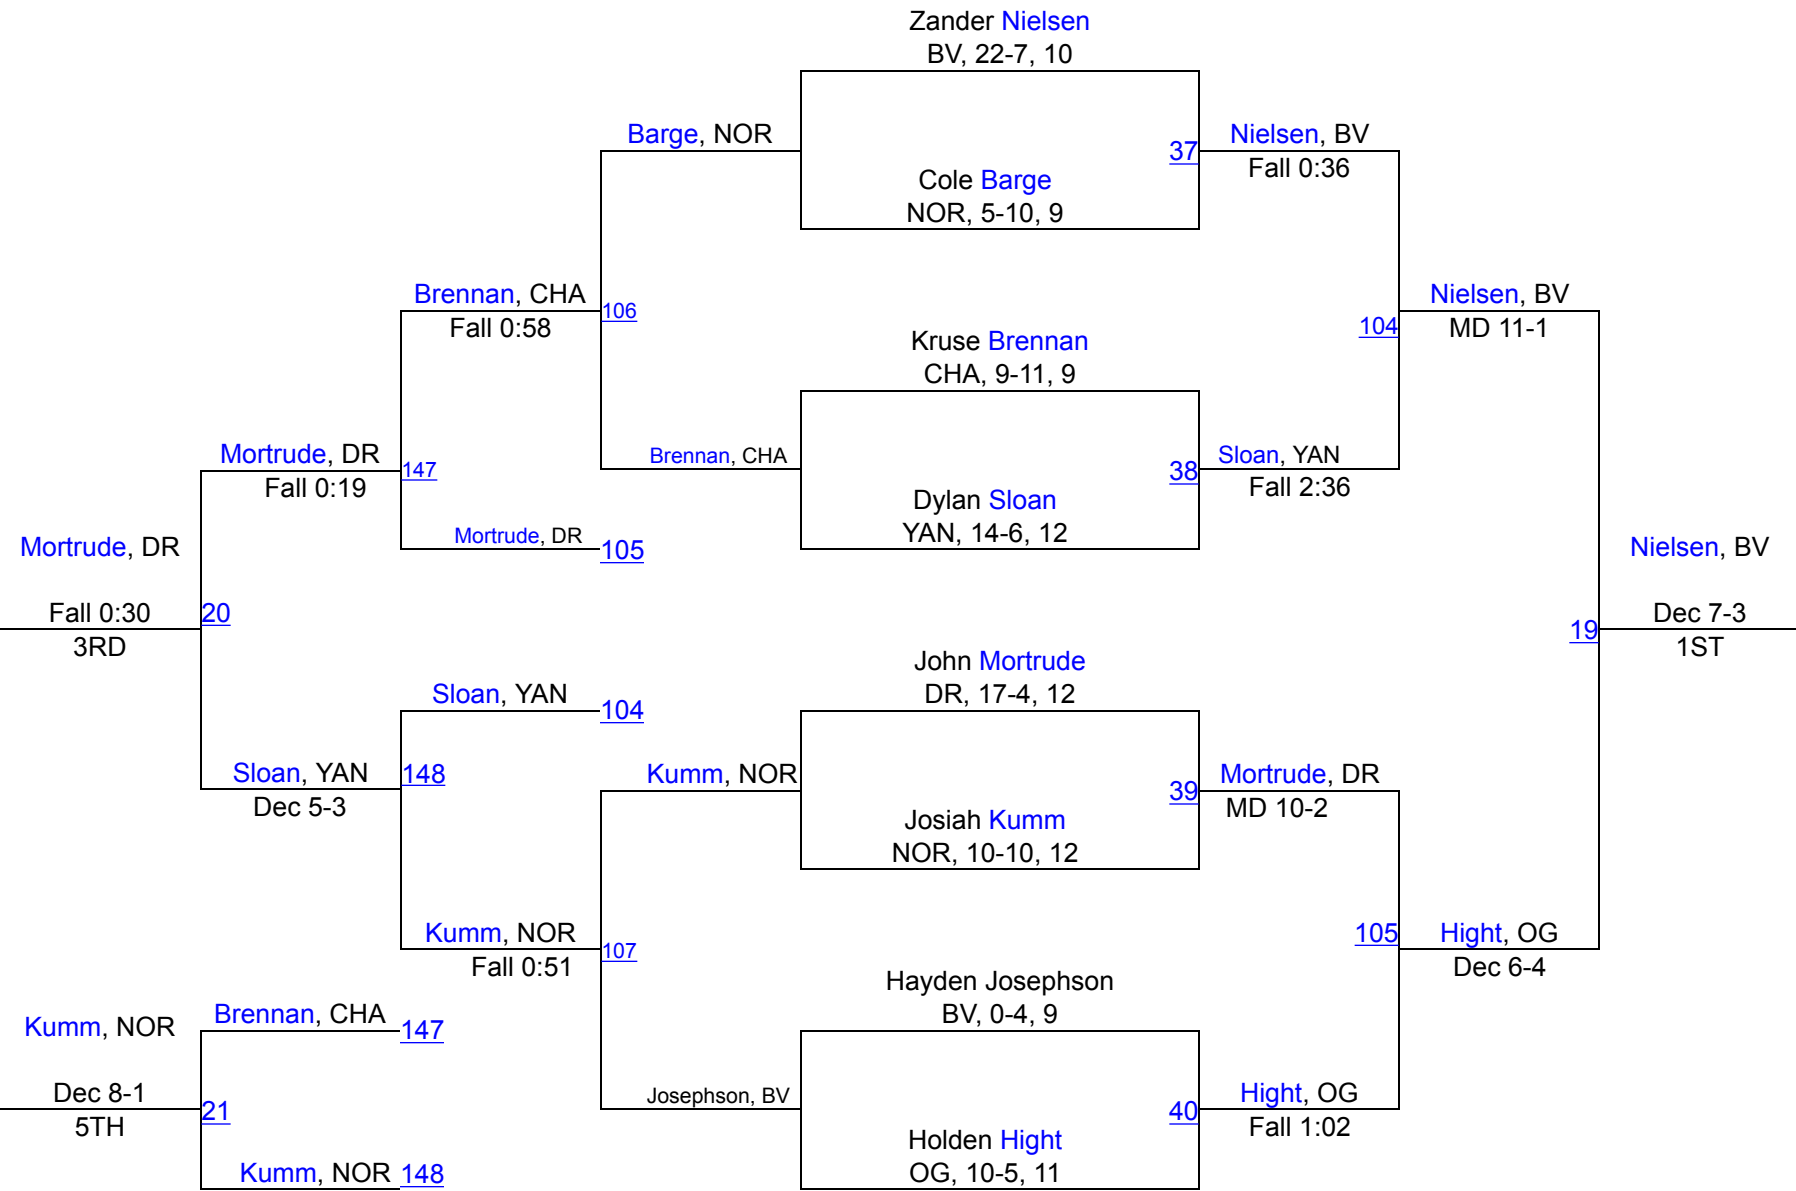 Zander Nielsen
BV, 22-7, 10
Barge, NOR
37
Nielsen, BV
Fall 0:36
Cole Barge
NOR, 5-10, 9
Brennan, CHA
Fall 0:58
106
Nielsen, BV
MD 11-1
104
Kruse Brennan
CHA, 9-11, 9
Mortrude, DR
Fall 0:19
147
Brennan, CHA
38
Sloan, YAN
Fall 2:36
Dylan Sloan
YAN, 14-6, 12
Mortrude, DR
105
Mortrude, DR
Fall 0:30
3RD
20
Nielsen, BV
Dec 7-3
1ST
19
John Mortrude
DR, 17-4, 12
Sloan, YAN
104
Sloan, YAN
Dec 5-3
148
Kumm, NOR
39
Mortrude, DR
MD 10-2
Josiah Kumm
NOR, 10-10, 12
Kumm, NOR
Fall 0:51
107
105
Hight, OG
Dec 6-4
Hayden Josephson
BV, 0-4, 9
Kumm, NOR
Dec 8-1
5TH
Brennan, CHA
147
21
Josephson, BV
40
Hight, OG
Fall 1:02
Holden Hight
OG, 10-5, 11
Kumm, NOR
148